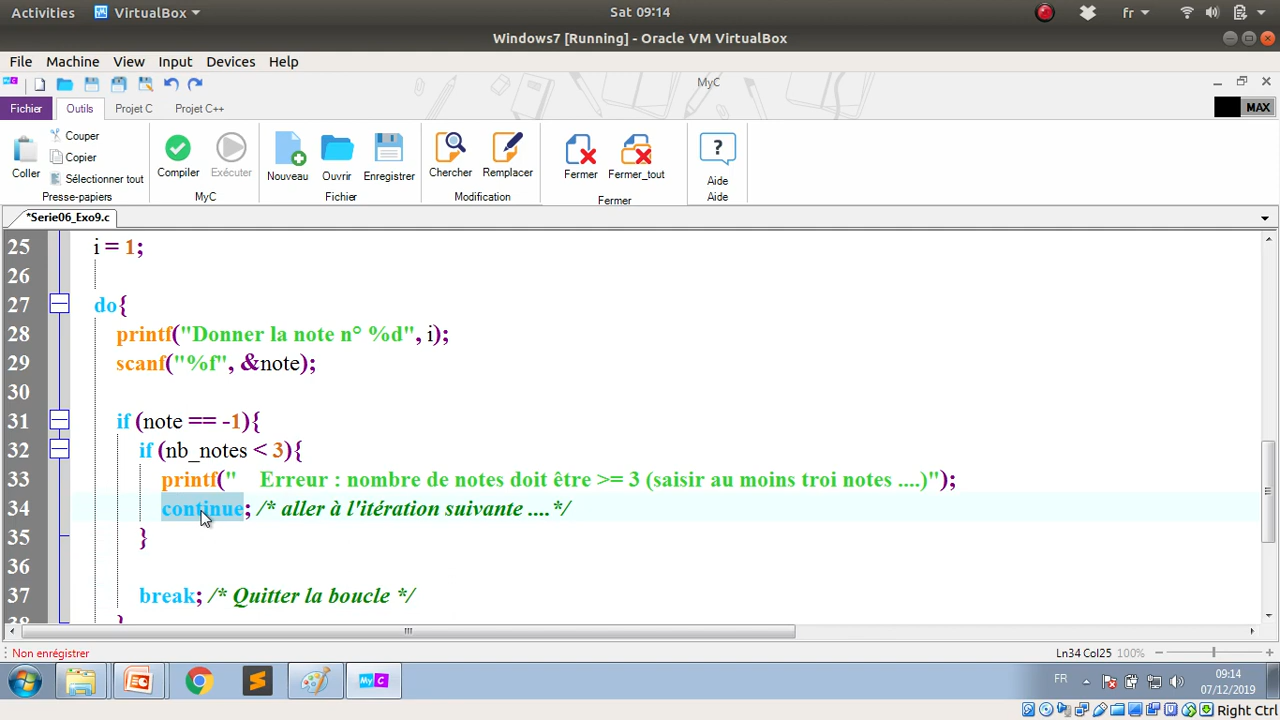 Activities VirtualBox Sat 09:14 fr
Windows7 [Running] - Oracle VM VirtualBox
File Machine View Input Devices Help
MyC
Fichier Outils Projet C Projet C++ MAX
Coller Couper Copier Sélectionner tout
Compiler Exécuter Nouveau Ouvrir Enregistrer Chercher Remplacer Fermer Fermer_tout Aide
Presse-papiers MyC Fichier Modification Fermer Aide
*Serie06_Exo9.c
25 i = 1;
26
27 do{
28 printf("Donner la note n° %d", i);
29 scanf("%f", &note);
30
31 if (note == -1){
32 if (nb_notes < 3){
33 printf("    Erreur : nombre de notes doit être >= 3 (saisir au moins troi notes ....)");
34 continue; /* aller à l'itération suivante ....*/
35 }
36
37 break; /* Quitter la boucle */
38 }
Non enrégistrer Ln34 Col25 100%
FR 09:14
07/12/2019
Right Ctrl